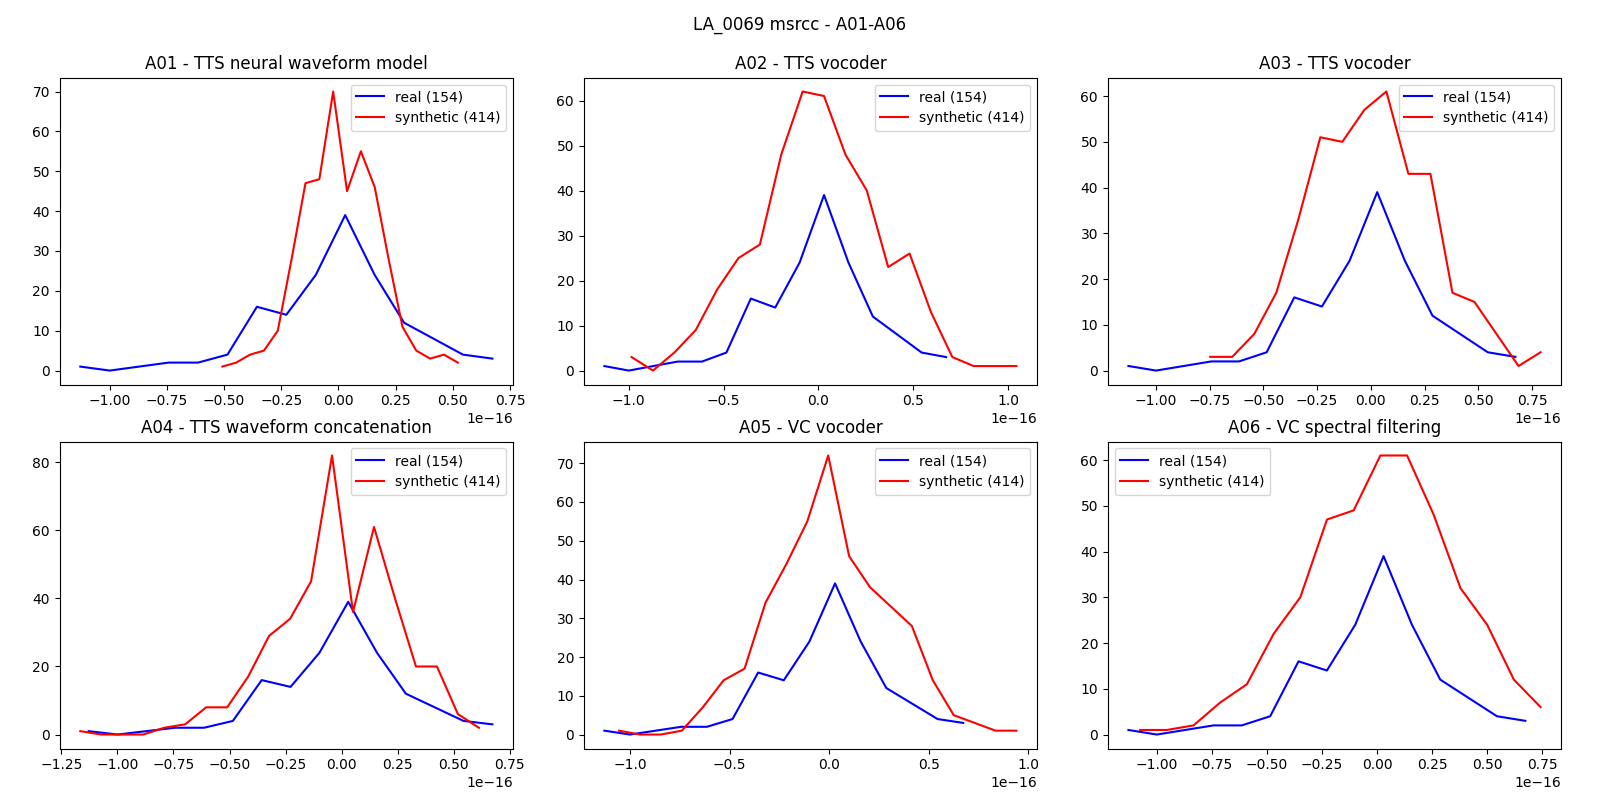 LA_0069 msrcc - A01-A06
A01 - TTS neural waveform model
70
60
50
40
30
20
10
0
real (154)
synthetic (414)
−1.00 −0.75 −0.50 −0.25 0.00 0.25 0.50 0.75
1e−16
A02 - TTS vocoder
60
50
40
30
20
10
0
real (154)
synthetic (414)
−1.0 −0.5 0.0 0.5 1.0
1e−16
A03 - TTS vocoder
60
50
40
30
20
10
0
real (154)
synthetic (414)
−1.00 −0.75 −0.50 −0.25 0.00 0.25 0.50 0.75
1e−16
A04 - TTS waveform concatenation
80
60
40
20
0
real (154)
synthetic (414)
−1.25 −1.00 −0.75 −0.50 −0.25 0.00 0.25 0.50 0.75
1e−16
A05 - VC vocoder
70
60
50
40
30
20
10
0
real (154)
synthetic (414)
−1.0 −0.5 0.0 0.5 1.0
1e−16
A06 - VC spectral filtering
60
50
40
30
20
10
0
real (154)
synthetic (414)
−1.00 −0.75 −0.50 −0.25 0.00 0.25 0.50 0.75
1e−16